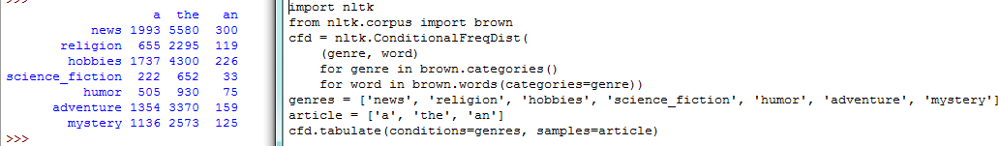 >>>
a the an
news 1993 5580 300
religion 655 2295 119
hobbies 1737 4300 226
science_fiction 222 652 33
humor 505 930 75
adventure 1354 3370 159
mystery 1136 2573 125
>>>
import nltk
from nltk.corpus import brown
cfd = nltk.ConditionalFreqDist(
(genre, word)
for genre in brown.categories()
for word in brown.words(categories=genre))
genres = ['news', 'religion', 'hobbies', 'science_fiction', 'humor', 'adventure', 'mystery']
article = ['a', 'the', 'an']
cfd.tabulate(conditions=genres, samples=article)